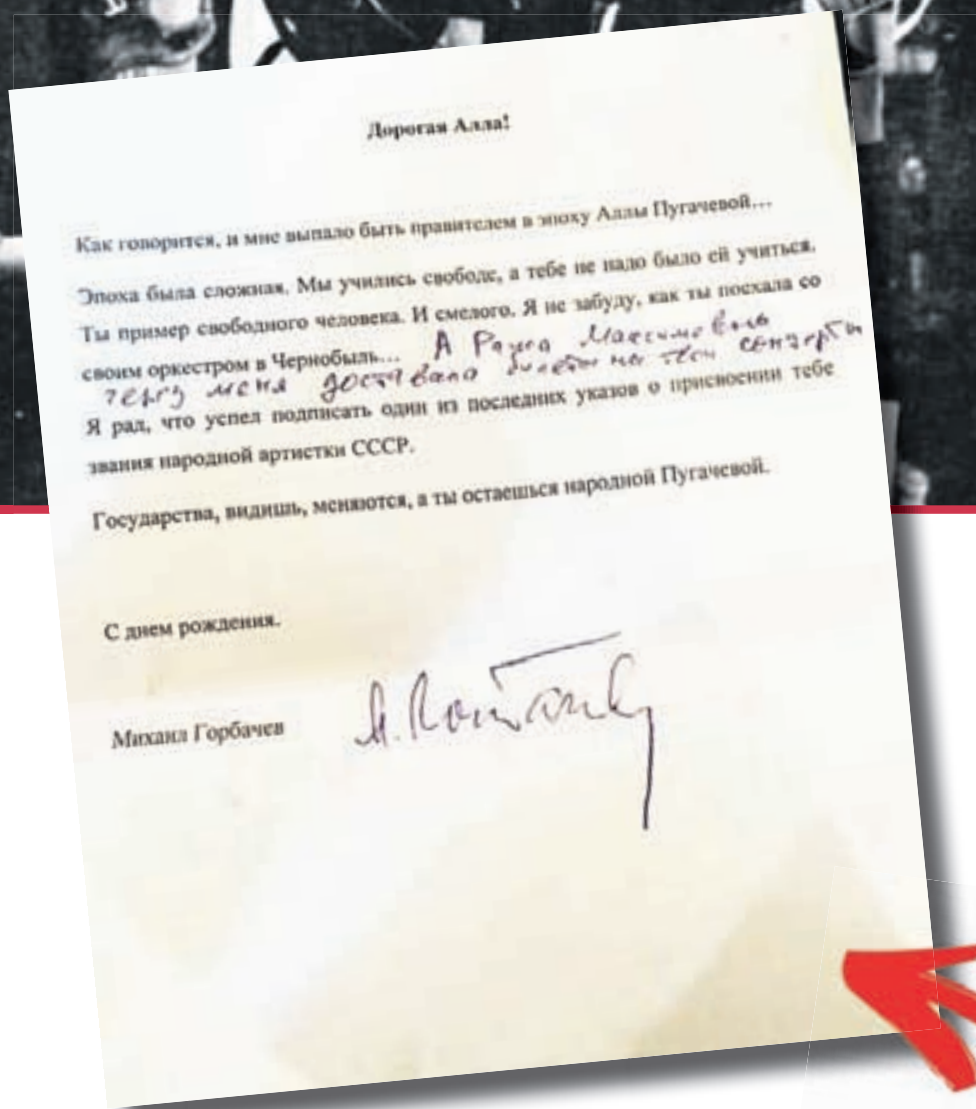 Дорогая Алла!
Как говорится, и мне выпало быть правителем в эпоху Аллы Пугачевой...
Эпоха была сложная. Мы учились свободе, а тебе не надо было ей учиться.
Ты пример свободного человека. И смелого. Я не забуду, как ты поехала со
своим оркестром в Чернобыль... А Раиса Максимовна
через меня доставала билеты на твои концерты
Я рад, что успел подписать один из последних указов о присвоении тебе
звания народной артистки СССР.
Государства, видишь, меняются, а ты остаешься народной Пугачевой.
С днем рождения.
Михаил Горбачев